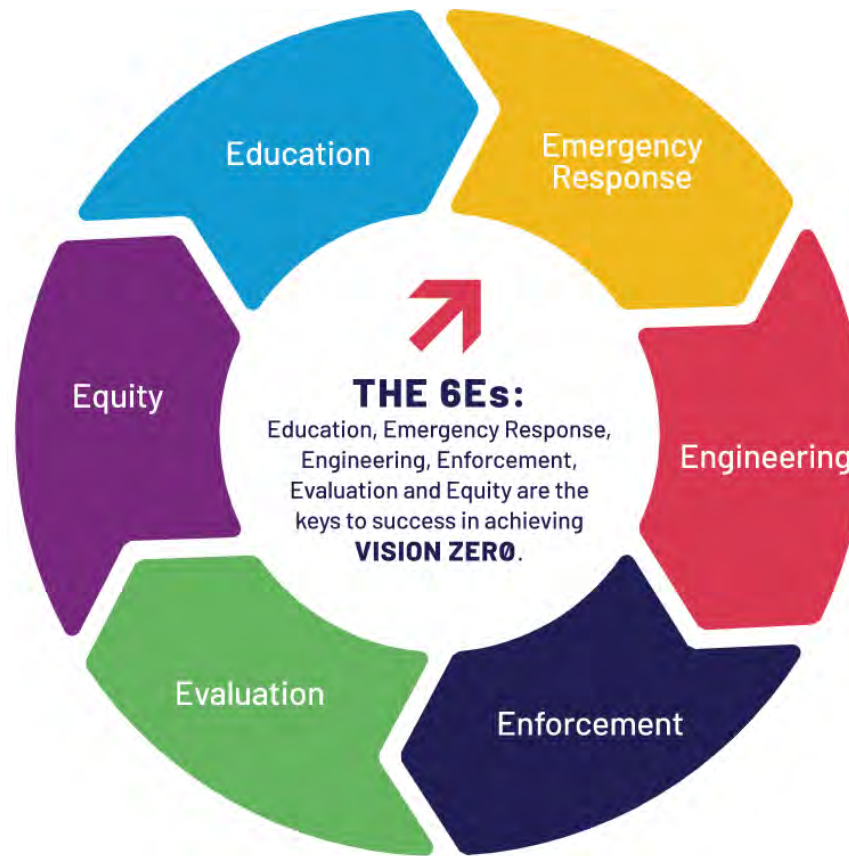 Education
Emergency
Response
Equity
Engineering
Evaluation
Enforcement
THE 6Es:
Education, Emergency Response,
Engineering, Enforcement,
Evaluation and Equity are the
keys to success in achieving
VISION ZERØ.